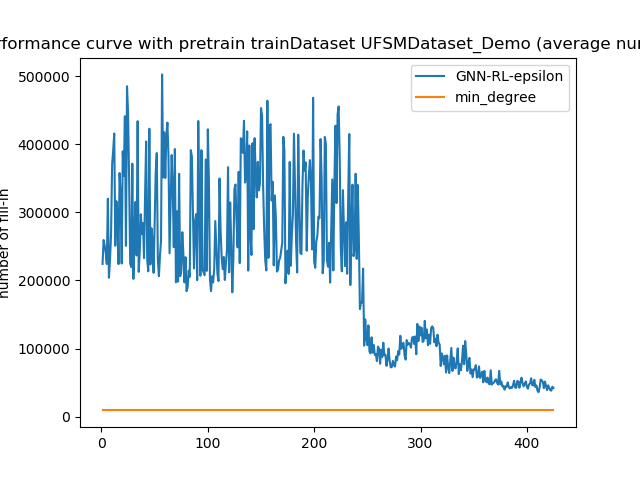 rformance curve with pretrain trainDataset UFSMDataset_Demo (average num
GNN-RL-epsilon
min_degree
number of fill-in
500000
400000
300000
200000
100000
0
0 100 200 300 400